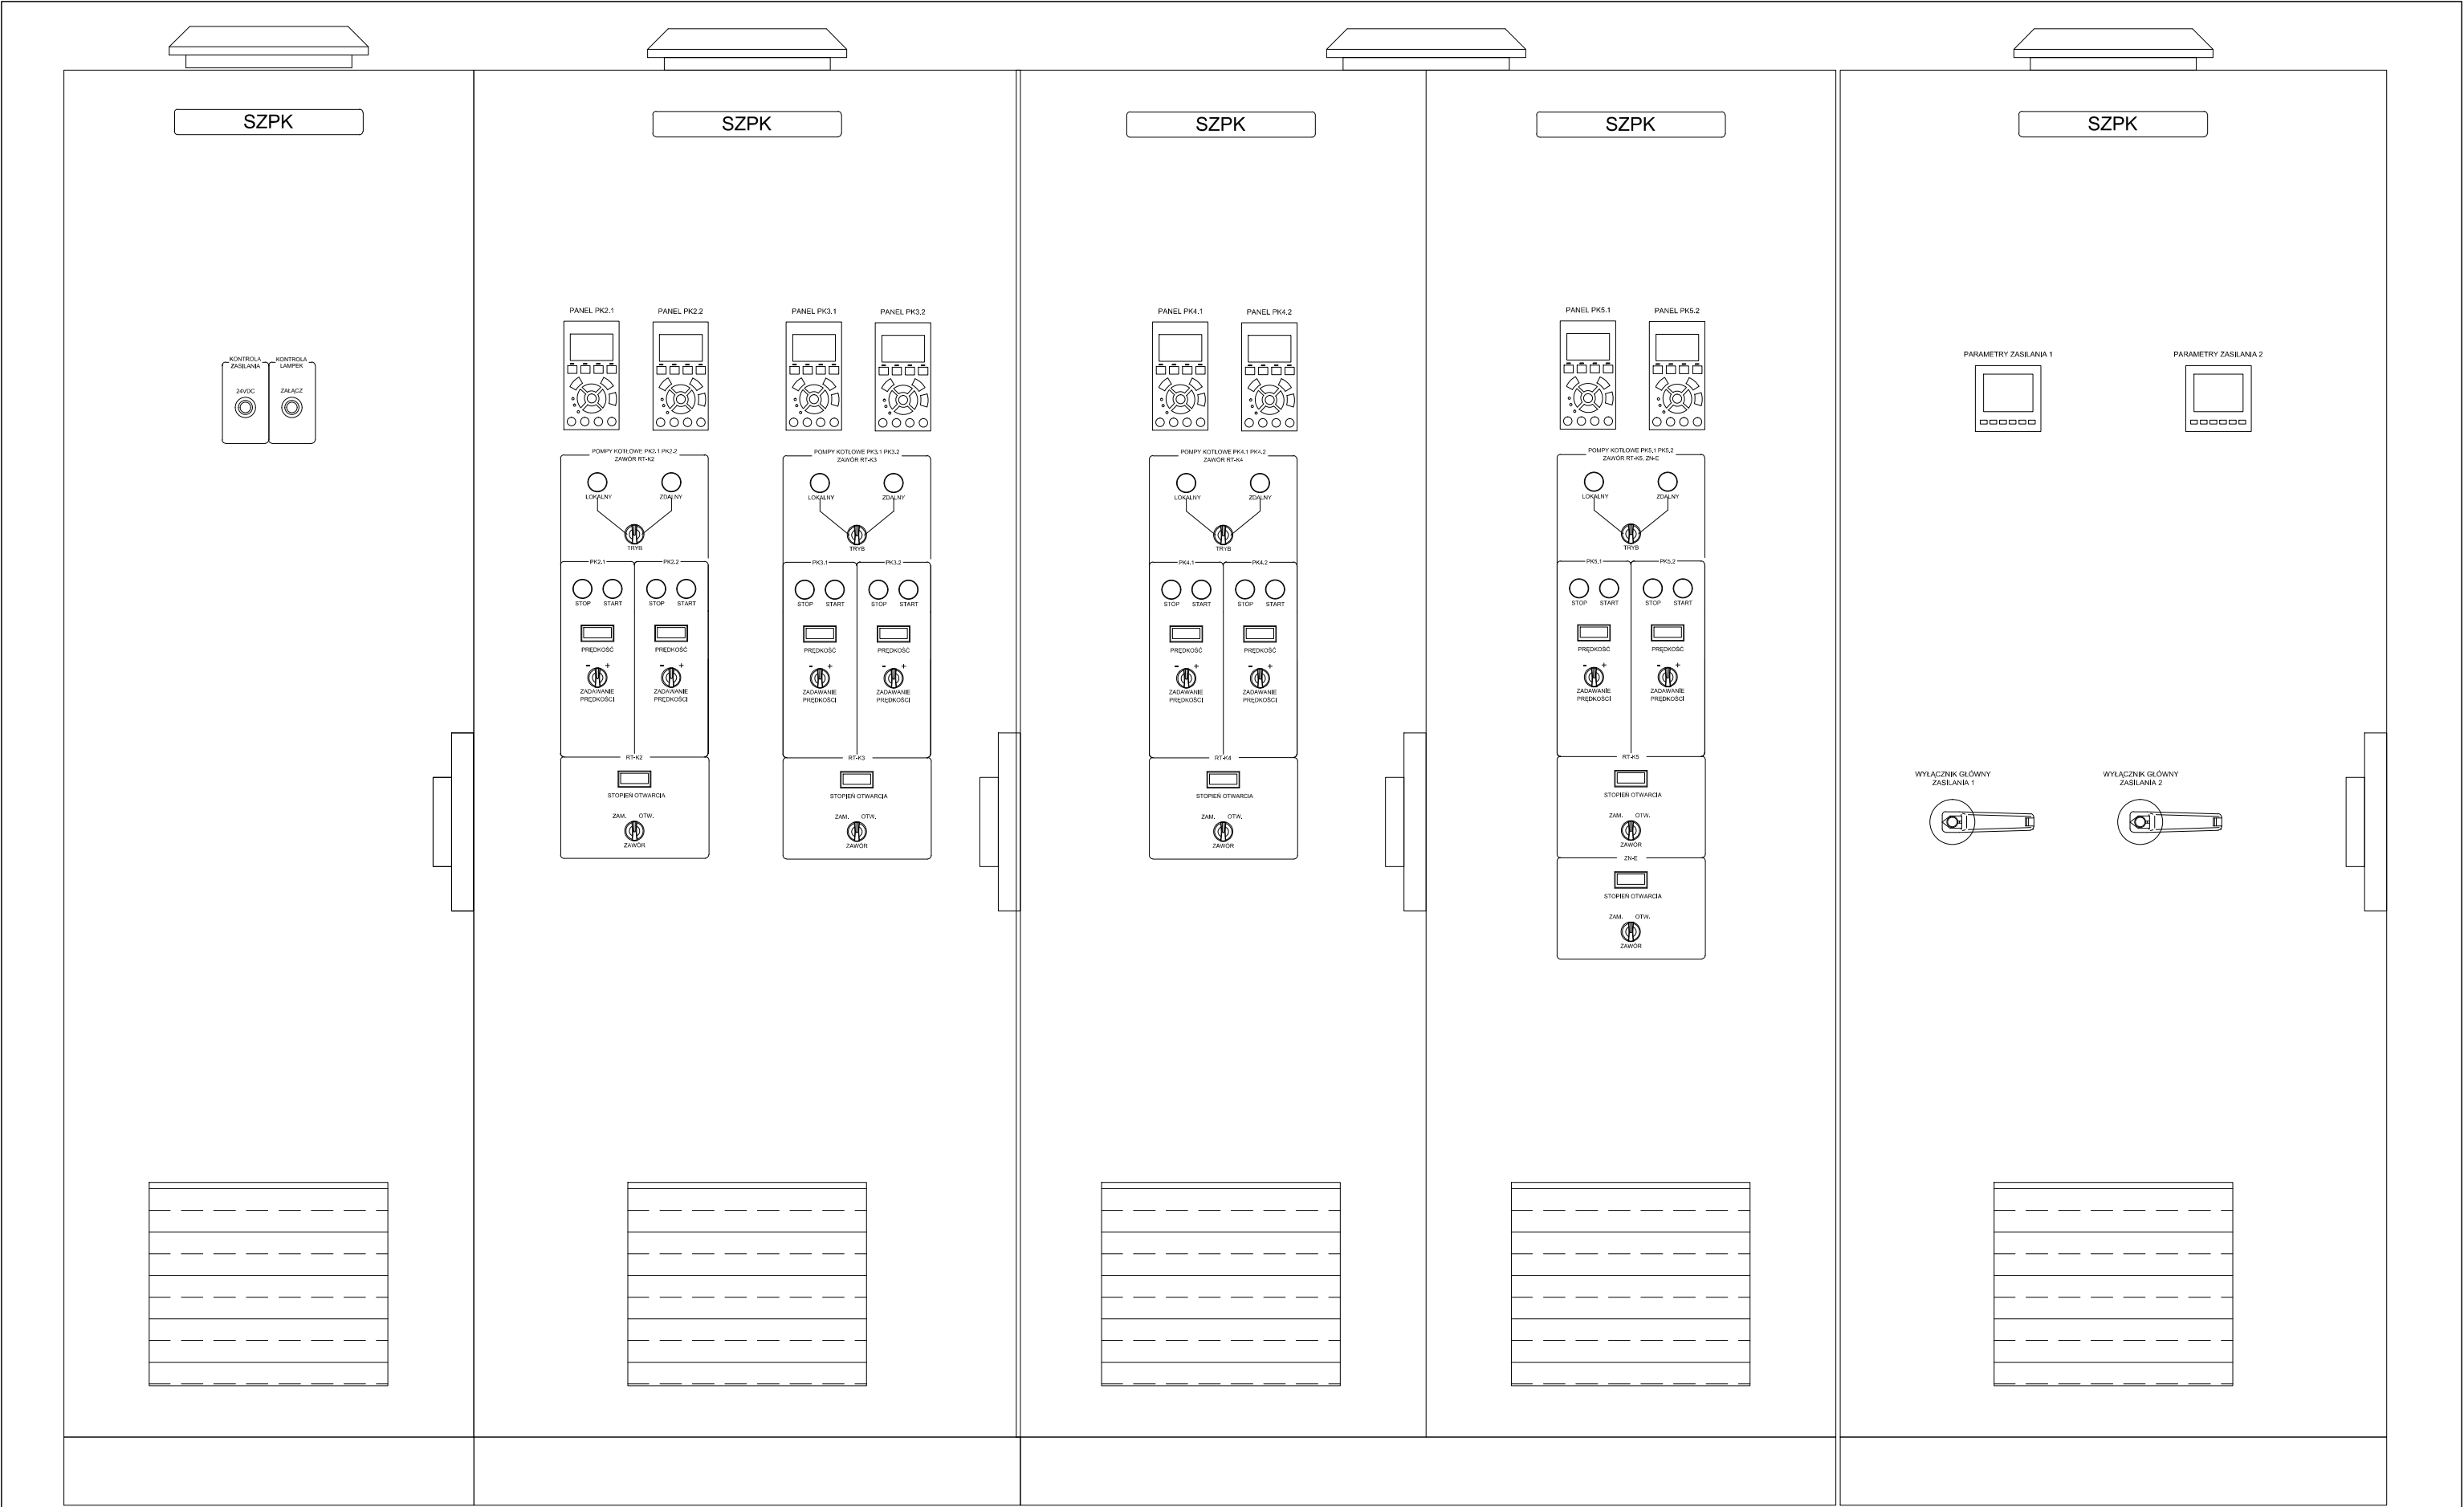 SZPK
SZPK
SZPK
SZPK
SZPK
KONTROLA
ZASILANIA
24VDC
KONTROLA
LAMPEK
ZAŁĄCZ
PANEL PK2.1
PANEL PK2.2
POMPY KOTŁOWE PK2.1 PK2.2
ZAWÓR RT-K2
LOKALNY
ZDALNY
TRYB
PK2.1
STOP
START
PRĘDKOŚĆ
- +
ZADAWANIE
PRĘDKOŚCI
PK2.2
STOP
START
PRĘDKOŚĆ
- +
ZADAWANIE
PRĘDKOŚCI
RT-K2
STOPIEŃ OTWARCIA
ZAM. OTW.
ZAWÓR
PANEL PK3.1
PANEL PK3.2
POMPY KOTŁOWE PK3.1 PK3.2
ZAWÓR RT-K3
LOKALNY
ZDALNY
TRYB
PK3.1
STOP
START
PRĘDKOŚĆ
- +
ZADAWANIE
PRĘDKOŚCI
PK3.2
STOP
START
PRĘDKOŚĆ
- +
ZADAWANIE
PRĘDKOŚCI
RT-K3
STOPIEŃ OTWARCIA
ZAM. OTW.
ZAWÓR
PANEL PK4.1
PANEL PK4.2
POMPY KOTŁOWE PK4.1 PK4.2
ZAWÓR RT-K4
LOKALNY
ZDALNY
TRYB
PK4.1
STOP
START
PRĘDKOŚĆ
- +
ZADAWANIE
PRĘDKOŚCI
PK4.2
STOP
START
PRĘDKOŚĆ
- +
ZADAWANIE
PRĘDKOŚCI
RT-K4
STOPIEŃ OTWARCIA
ZAM. OTW.
ZAWÓR
PANEL PK5.1
PANEL PK5.2
POMPY KOTŁOWE PK5.1 PK5.2
ZAWÓR RT-K5, ZN-E
LOKALNY
ZDALNY
TRYB
PK5.1
STOP
START
PRĘDKOŚĆ
- +
ZADAWANIE
PRĘDKOŚCI
PK5.2
STOP
START
PRĘDKOŚĆ
- +
ZADAWANIE
PRĘDKOŚCI
RT-K5
STOPIEŃ OTWARCIA
ZAM. OTW.
ZAWÓR
ZN-E
STOPIEŃ OTWARCIA
ZAM. OTW.
ZAWÓR
PARAMETRY ZASILANIA 1
PARAMETRY ZASILANIA 2
WYŁĄCZNIK GŁÓWNY
ZASILANIA 1
WYŁĄCZNIK GŁÓWNY
ZASILANIA 2